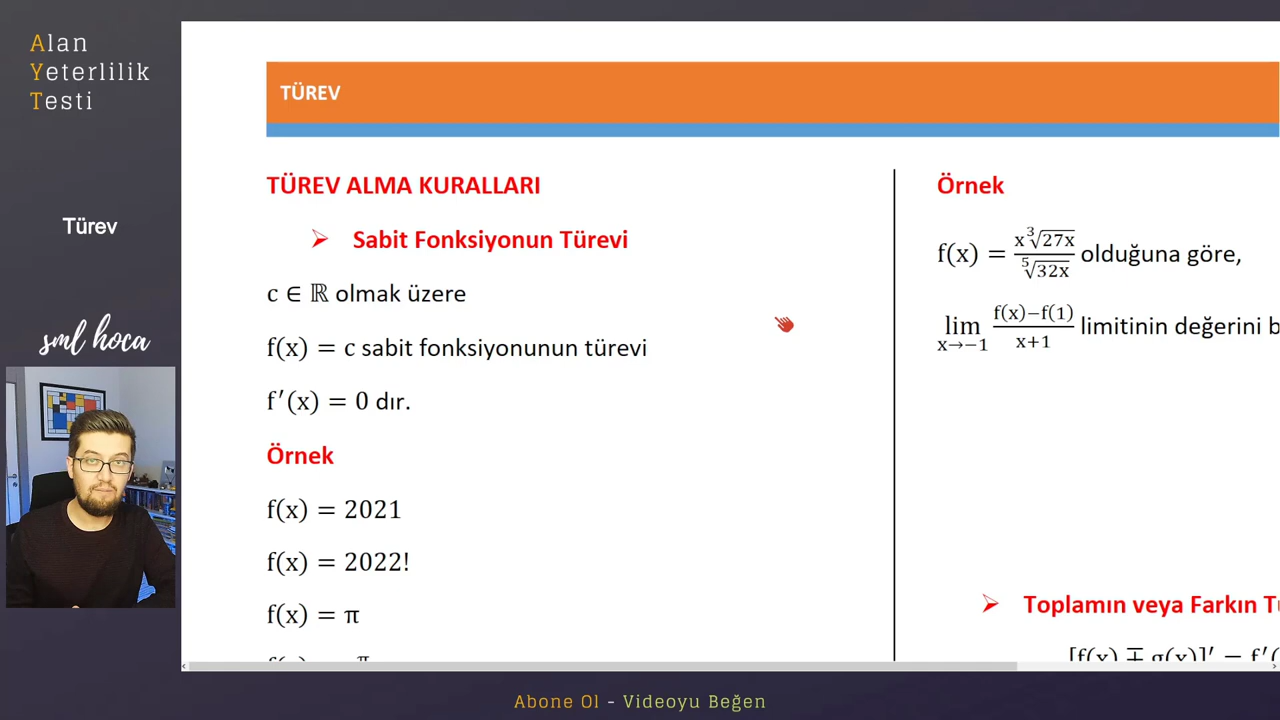 Alan
Yeterlilik
Testi
Türev
sml hoca
TÜREV
TÜREV ALMA KURALLARI
➢ Sabit Fonksiyonun Türevi
c ∈ ℝ olmak üzere
f(x) = c sabit fonksiyonunun türevi
f′(x) = 0 dır.
Örnek
f(x) = 2021
f(x) = 2022!
f(x) = π
Örnek
f(x) = x∛27x / ⁵√32x olduğuna göre,
lim x→−1 f(x)−f(1) / x+1 limitinin değerini b
➢ Toplamın veya Farkın T
[f(x) ∓ g(x)]′ = f′(
Abone Ol - Videoyu Beğen